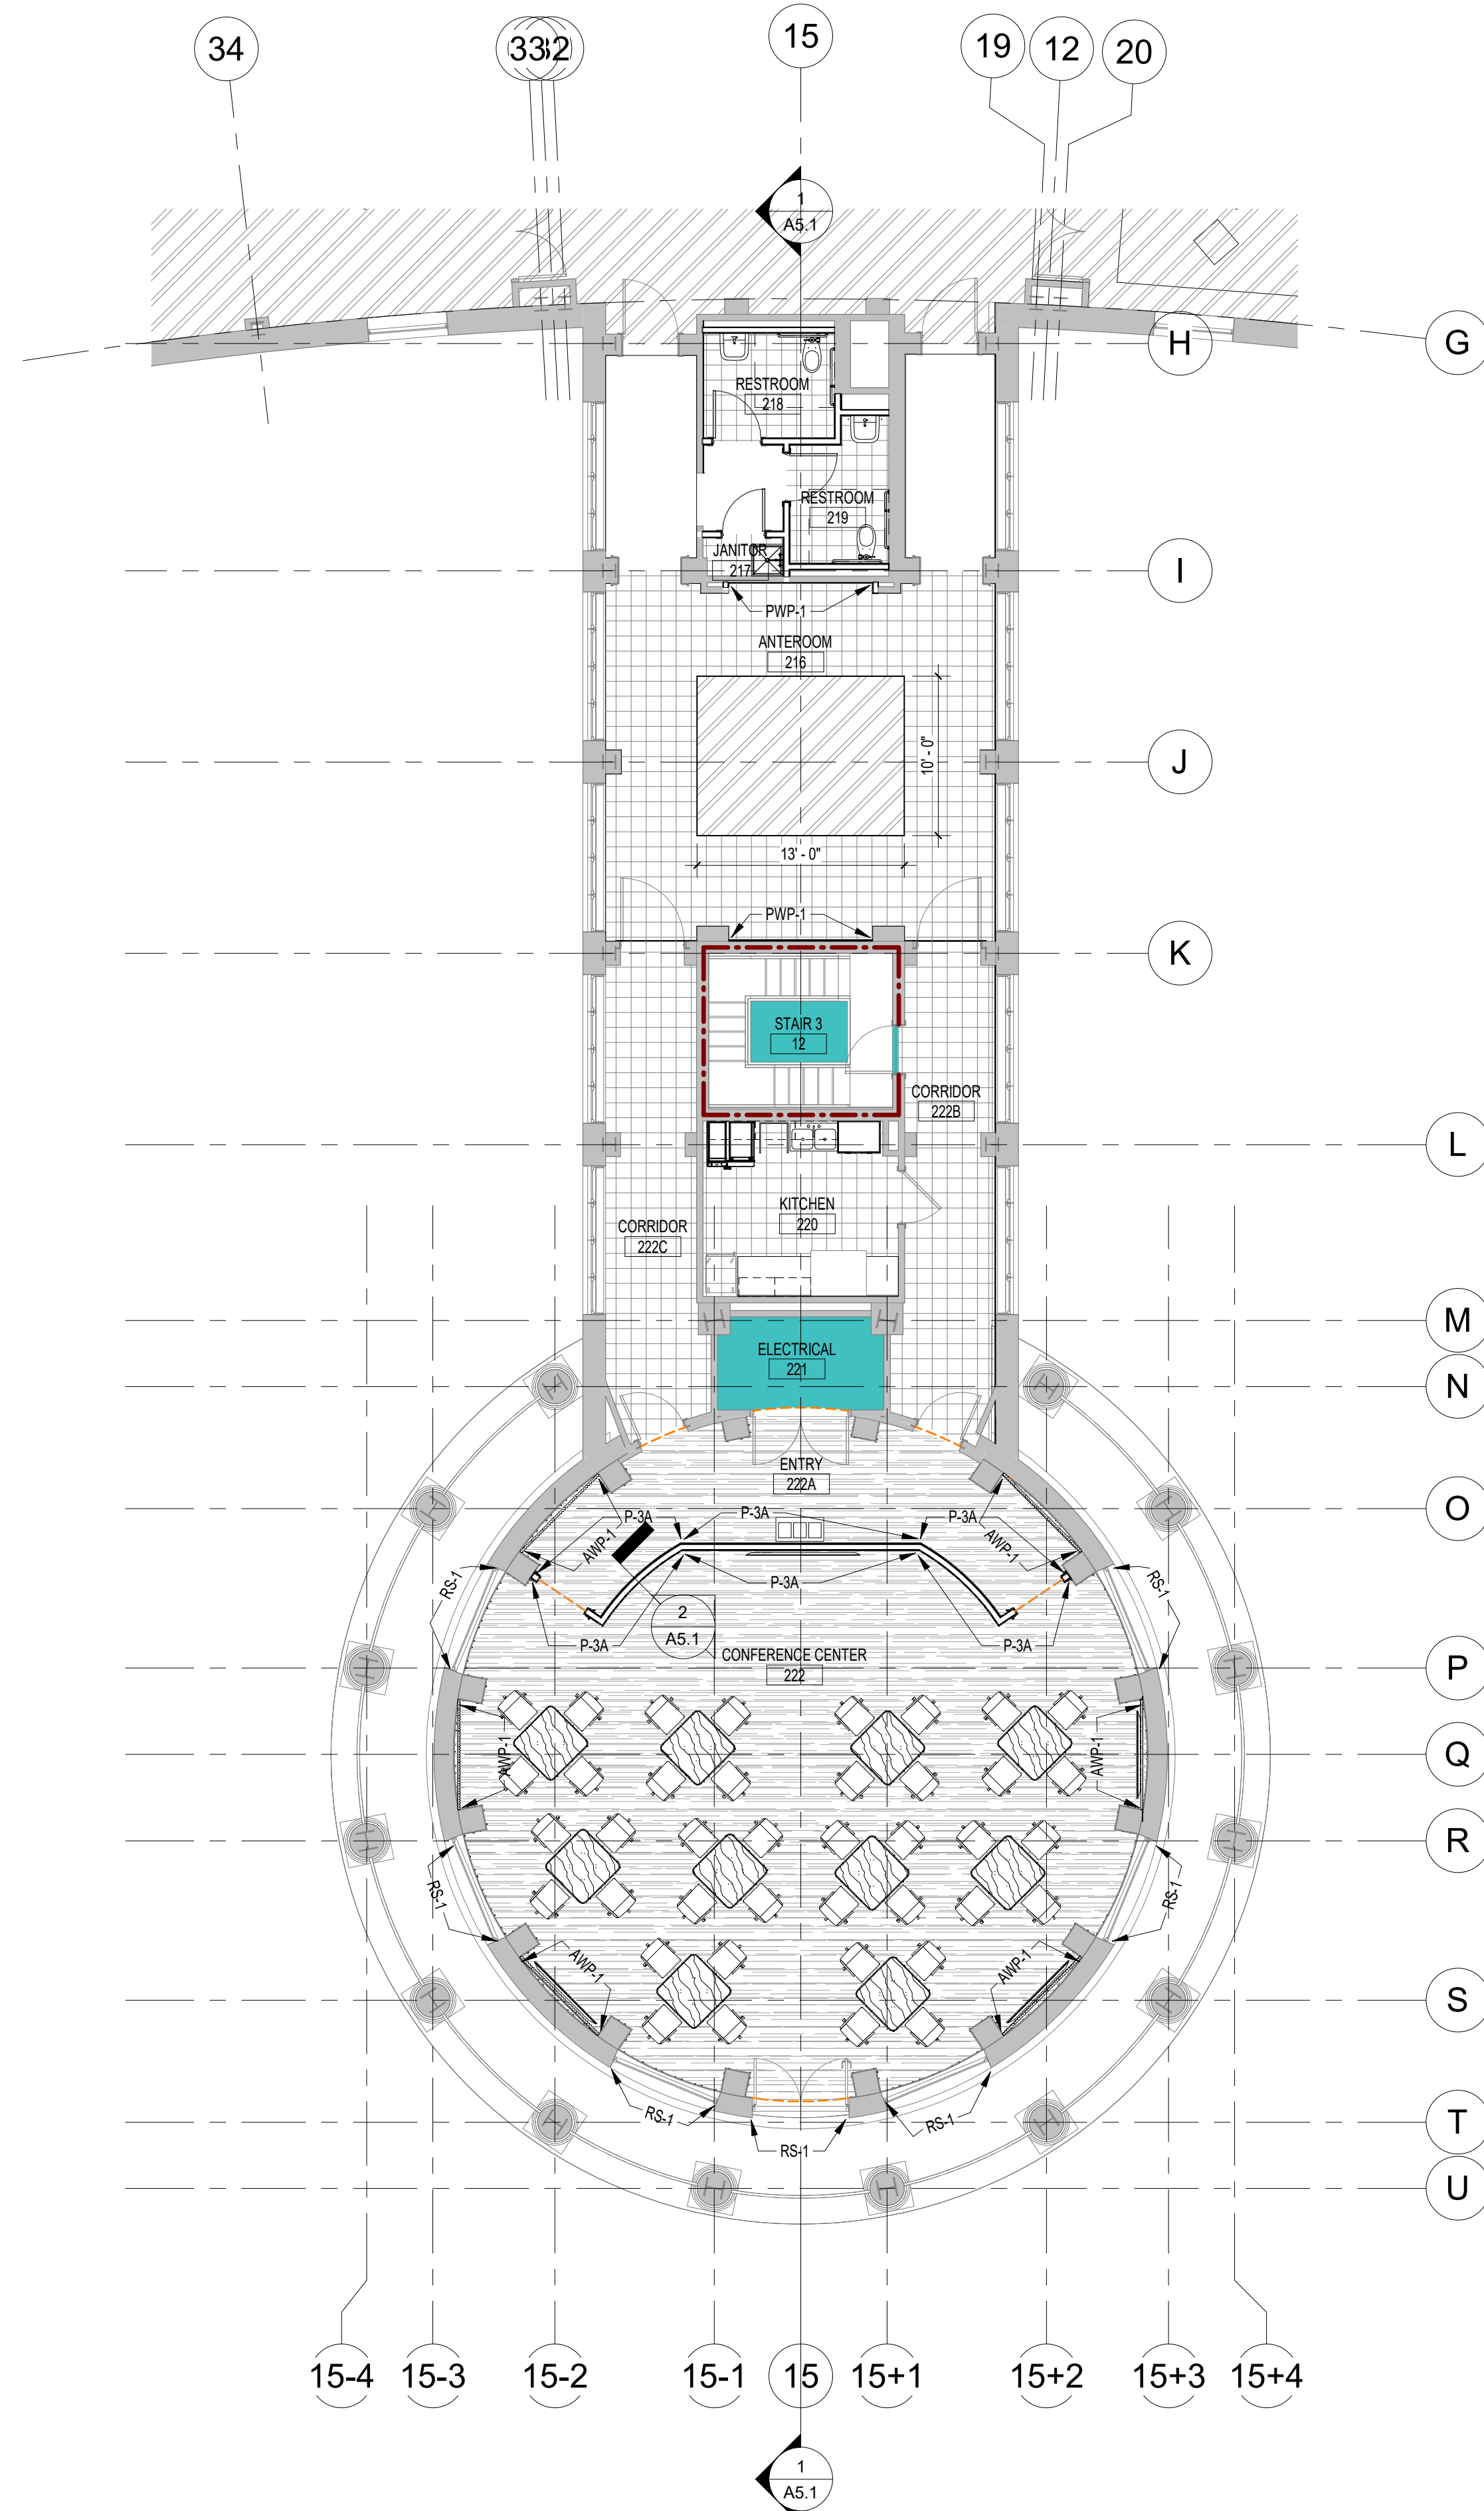 34
33
32
15
19
12
20
1
A5.1
G
H
RESTROOM
218
RESTROOM
219
JANITOR
217
I
PWP-1
ANTEROOM
216
10' - 0"
J
13' - 0"
PWP-1
K
STAIR 3
12
CORRIDOR
222B
L
KITCHEN
220
CORRIDOR
222C
M
ELECTRICAL
221
N
ENTRY
222A
O
P-3A
P-3A
P-3A
AWP-1
AWP-1
P-3A
RS-1
RS-1
2
A5.1
P-3A
P-3A
CONFERENCE CENTER
222
P
AWP-1
AWP-1
Q
R
RS-1
RS-1
AWP-1
AWP-1
S
RS-1
RS-1
RS-1
T
U
15-4
15-3
15-2
15-1
15
15+1
15+2
15+3
15+4
1
A5.1